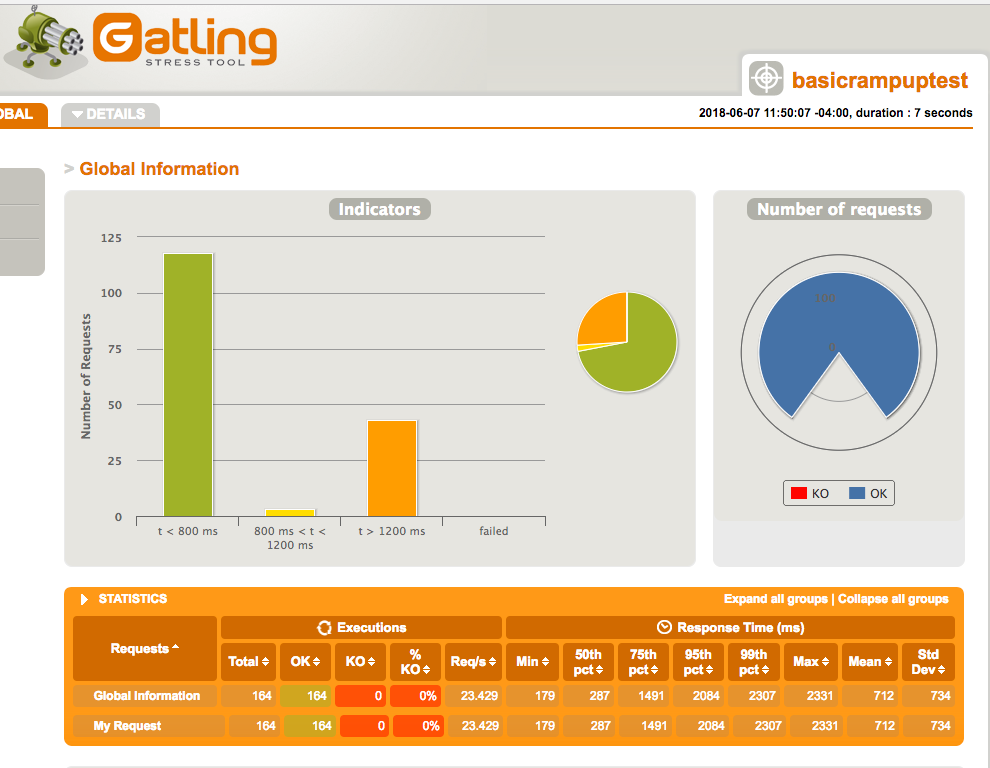 Gatling
STRESS TOOL
basicrampuptest
OBAL
DETAILS
2018-06-07 11:50:07 -04:00, duration : 7 seconds
> Global Information
Indicators
Number of requests
125
100
75
50
25
0
Number of Requests
t < 800 ms
800 ms < t <
1200 ms
t > 1200 ms
failed
100
0
KO OK
STATISTICS
Expand all groups | Collapse all groups
Requests
Executions
Response Time (ms)
Total OK KO % KO Req/s Min 50th pct 75th pct 95th pct 99th pct Max Mean Std Dev
Global Information 164 164 0 0% 23.429 179 287 1491 2084 2307 2331 712 734
My Request 164 164 0 0% 23.429 179 287 1491 2084 2307 2331 712 734